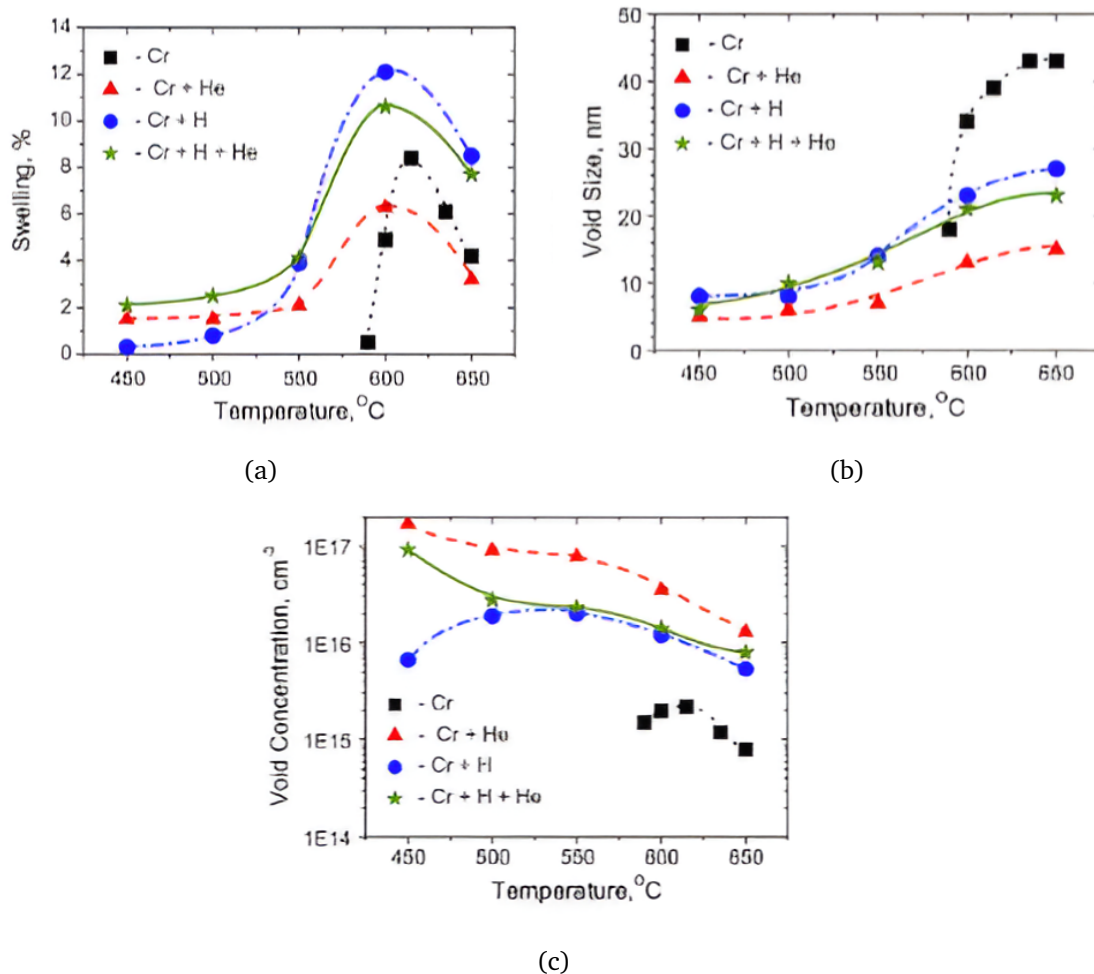 14
12
10
8
6
4
2
0
Swelling, %
- Cr
- Cr + He
- Cr + H
- Cr + H + He
450 500 550 600 650
Temperature, °C
(a)
50
40
30
20
10
0
Void Size, nm
- Cr
- Cr + He
- Cr + H
- Cr + H + He
450 500 550 600 650
Temperature, °C
(b)
1E17
1E16
1E15
1E14
Void Concentration, cm⁻³
- Cr
- Cr + He
- Cr + H
- Cr + H + He
450 500 550 600 650
Temperature, °C
(c)